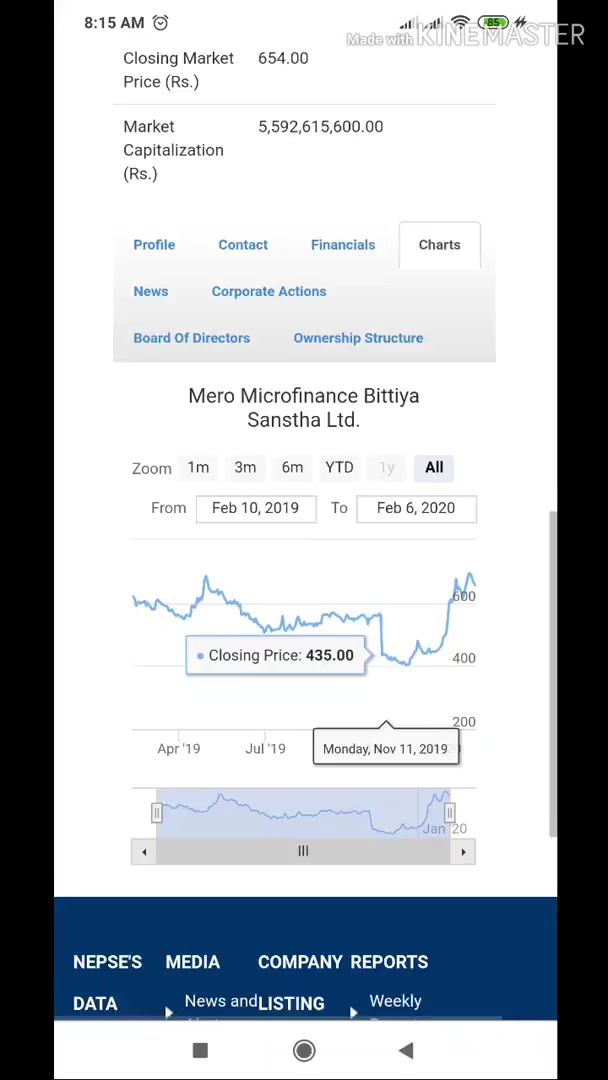 8:15 AM
85
Made with KINEMASTER
Closing Market 654.00
Price (Rs.)
Market 5,592,615,600.00
Capitalization
(Rs.)
Profile Contact Financials Charts
News Corporate Actions
Board Of Directors Ownership Structure
Mero Microfinance Bittiya
Sanstha Ltd.
Zoom 1m 3m 6m YTD 1y All
From Feb 10, 2019 To Feb 6, 2020
600
Closing Price: 435.00
400
200
Apr '19 Jul '19
Monday, Nov 11, 2019
Jan '20
NEPSE'S MEDIA COMPANY REPORTS
DATA News and LISTING Weekly